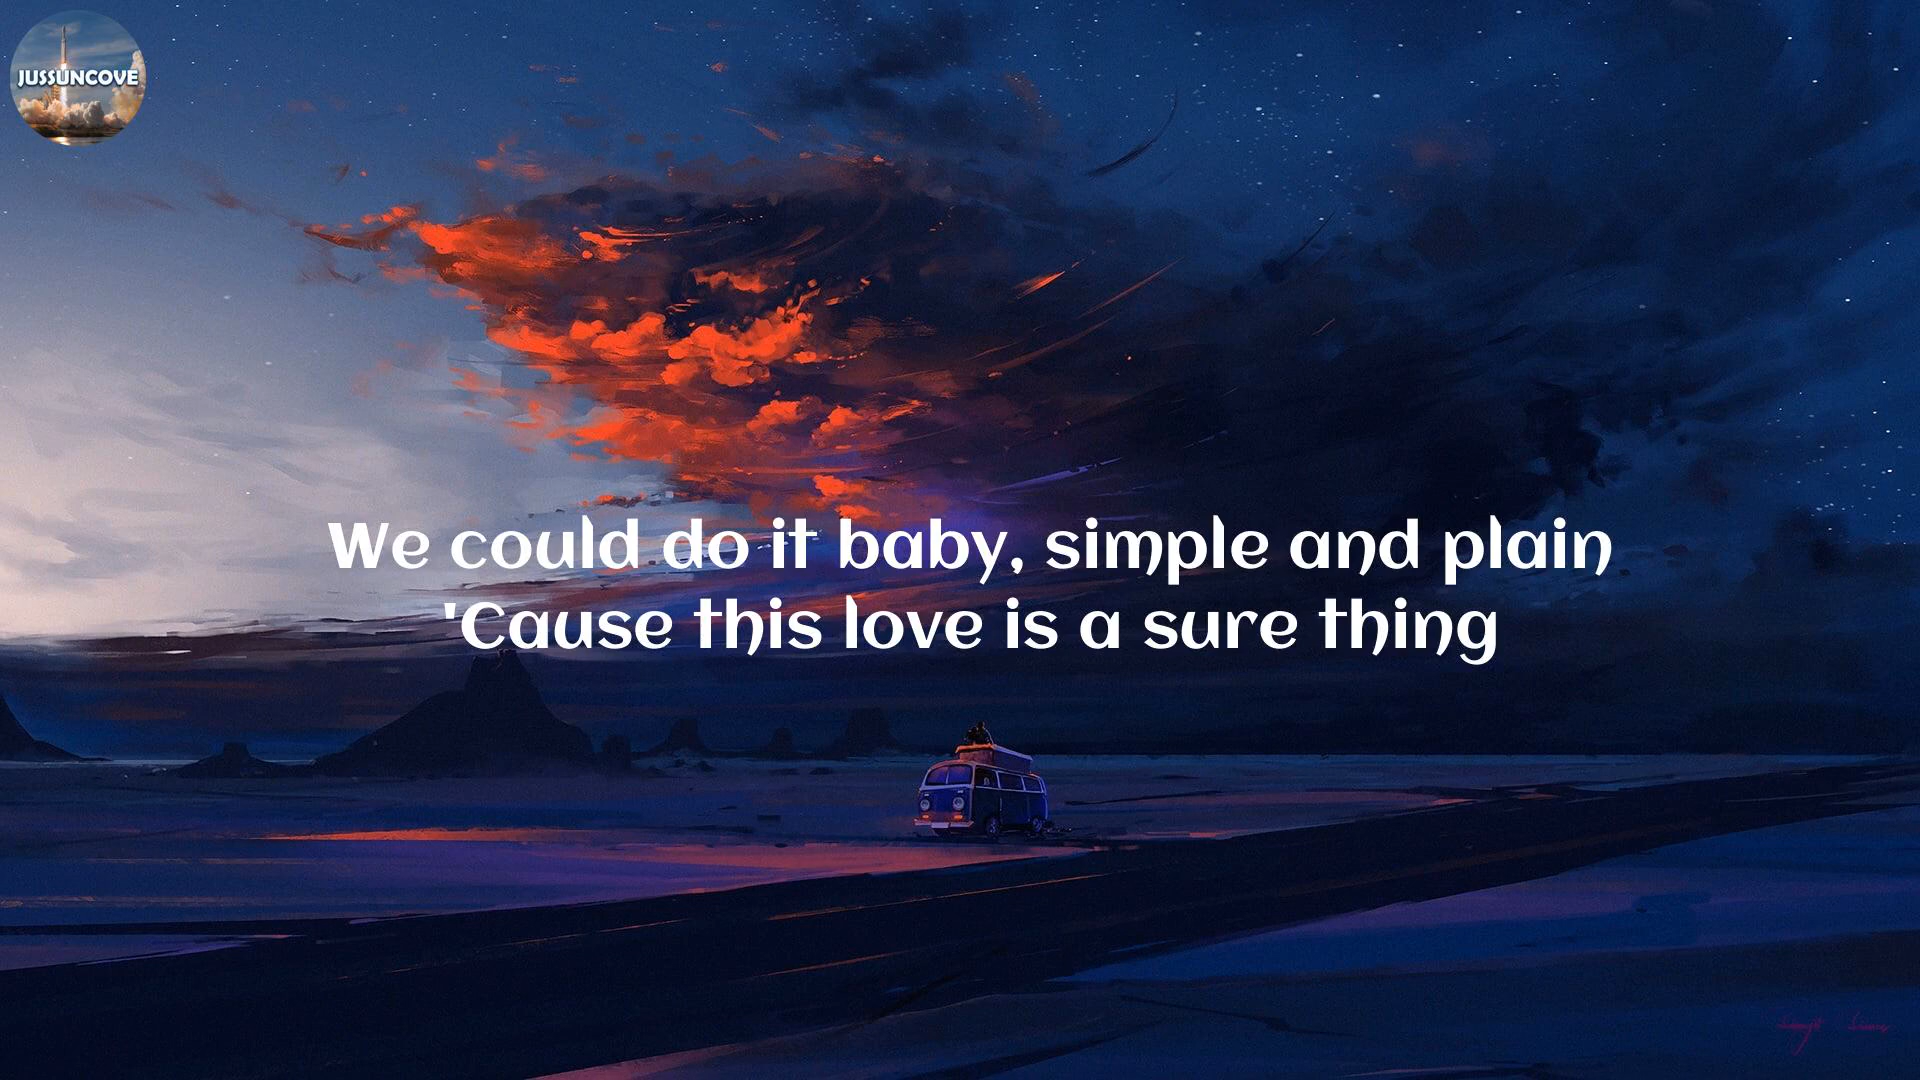 JUSSUNCOVE
We could do it baby, simple and plain
'Cause this love is a sure thing